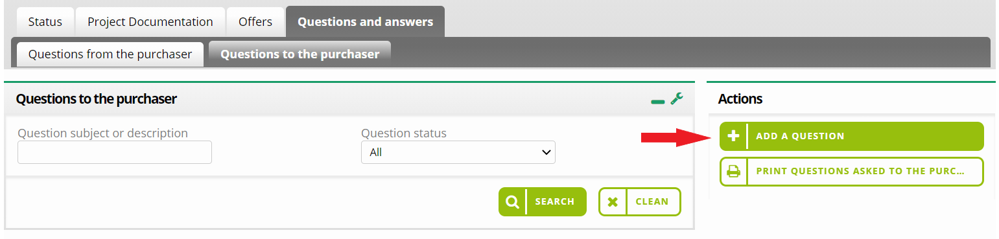 Status Project Documentation Offers Questions and answers
Questions from the purchaser Questions to the purchaser
Questions to the purchaser
Question subject or description Question status
All
SEARCH CLEAN
Actions
ADD A QUESTION
PRINT QUESTIONS ASKED TO THE PURC...